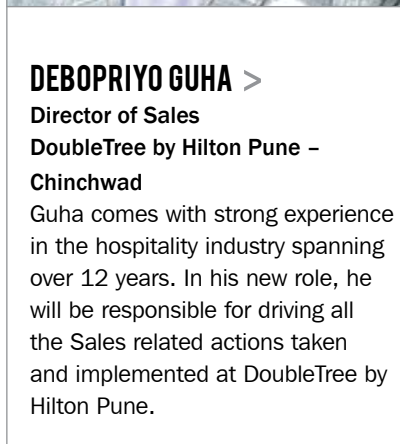 DEBOPRIYO GUHA >
Director of Sales
DoubleTree by Hilton Pune –
Chinchwad
Guha comes with strong experience
in the hospitality industry spanning
over 12 years. In his new role, he
will be responsible for driving all
the Sales related actions taken
and implemented at DoubleTree by
Hilton Pune.